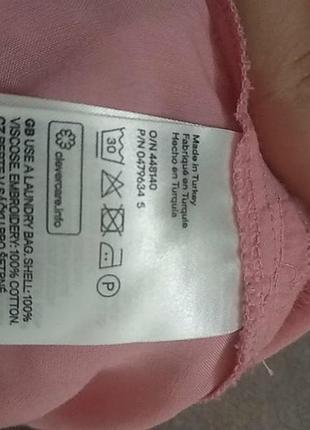 Made in Turkey
Fabriqué en Turquie
Hecho en Turquía
O/N 448140
P/N 0479634 5
30
P
clevercare.info
GB USE A LAUNDRY BAG. SHELL:100%
VISCOSE EMBROIDERY:100% COTTON.